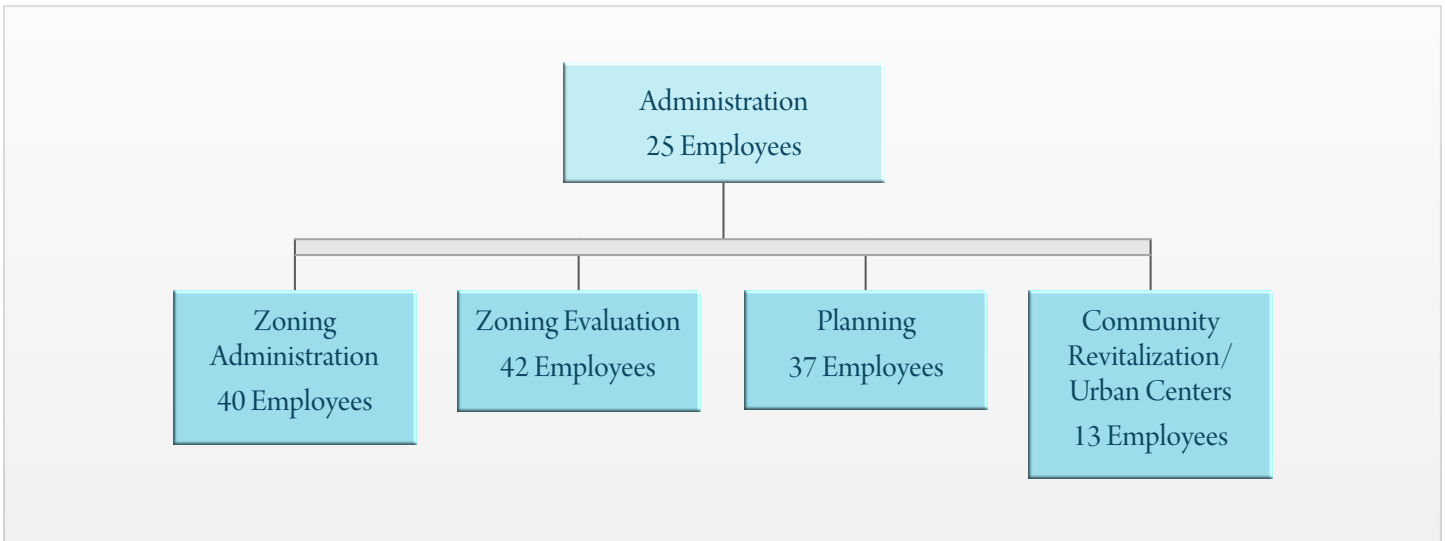 Administration
25 Employees
Zoning
Administration
40 Employees
Zoning Evaluation
42 Employees
Planning
37 Employees
Community
Revitalization/
Urban Centers
13 Employees